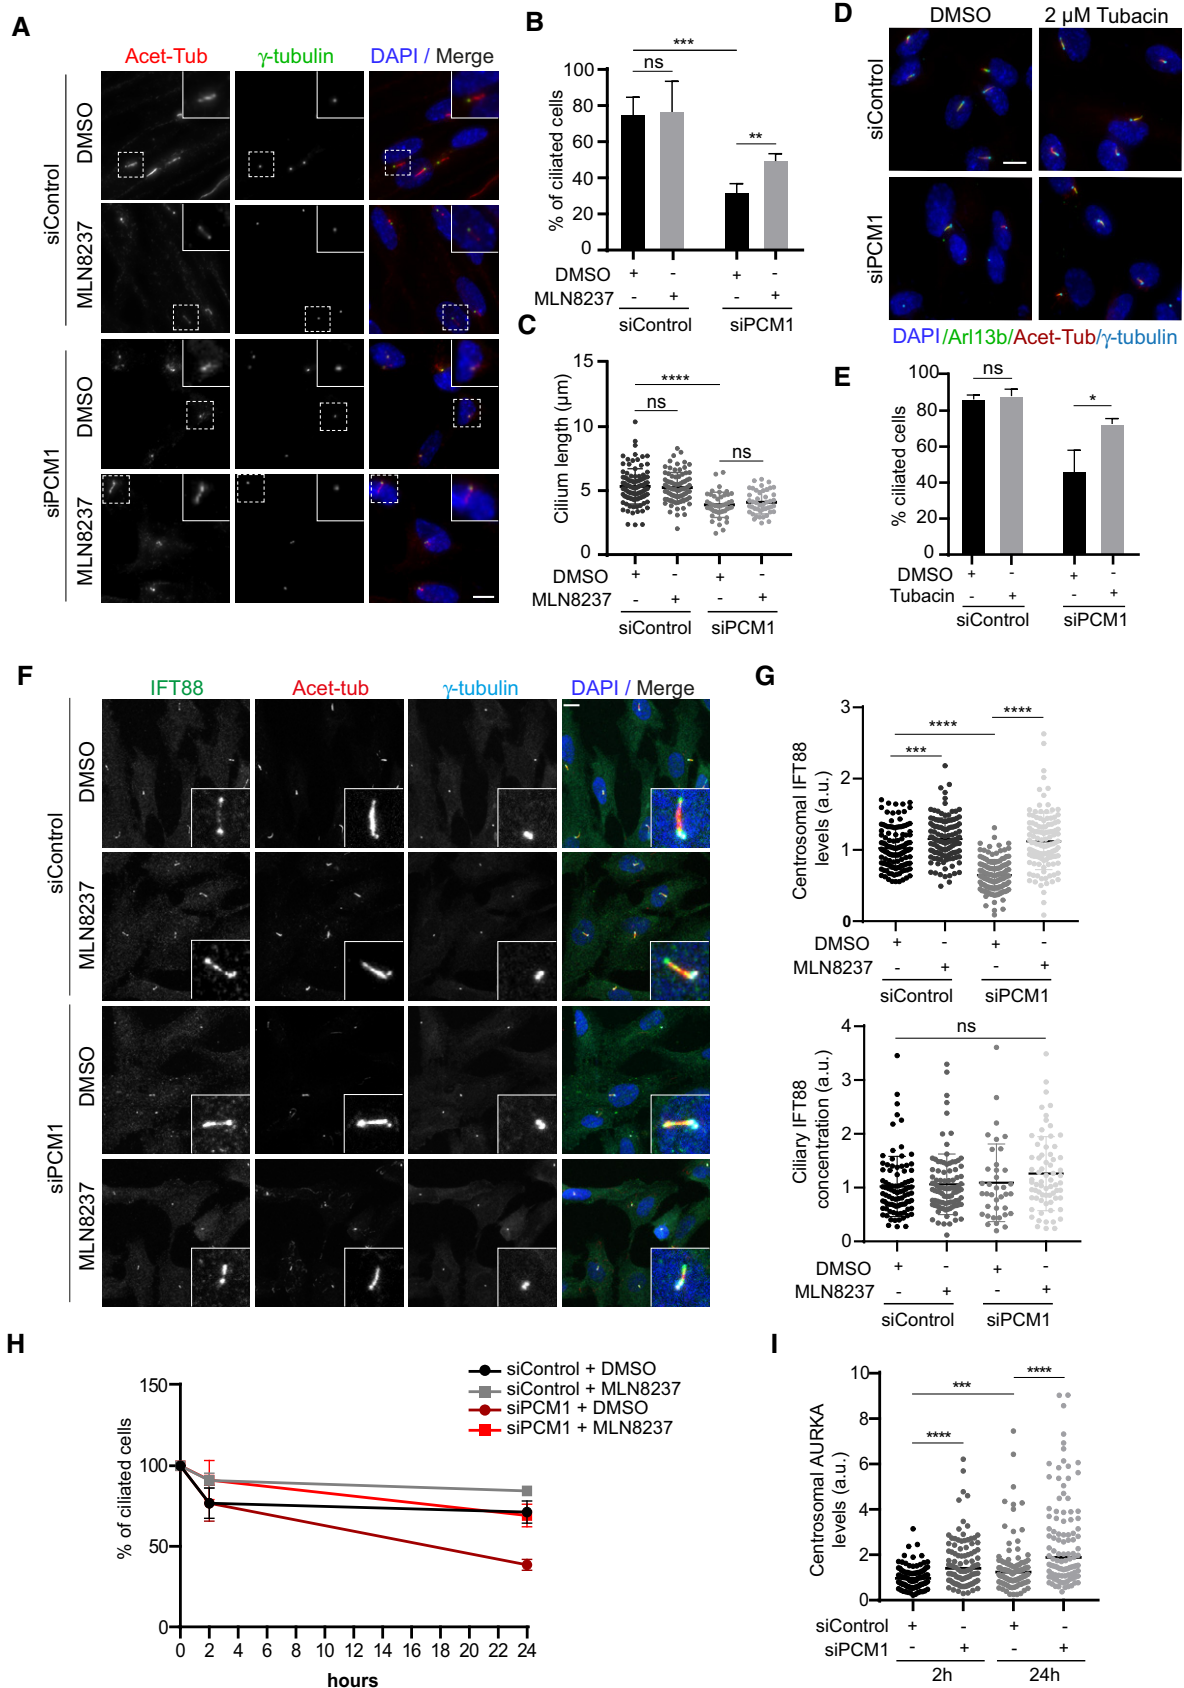 A
Acet-Tub
γ-tubulin
DAPI / Merge
siControl
DMSO
MLN8237
siPCM1
DMSO
MLN8237
B
% of ciliated cells
100
80
60
40
20
0
***
ns
**
DMSO + - + -
MLN8237 - + - +
siControl siPCM1
C
Cilium length (µm)
15
10
5
0
****
ns
ns
DMSO + - + -
MLN8237 - + - +
siControl siPCM1
D
DMSO
2 µM Tubacin
siControl
siPCM1
DAPI/Arl13b/Acet-Tub/γ-tubulin
E
% ciliated cells
100
80
60
40
20
0
ns
*
DMSO + - + -
Tubacin - + - +
siControl siPCM1
F
IFT88
Acet-tub
γ-tubulin
DAPI / Merge
siControl
DMSO
MLN8237
siPCM1
DMSO
MLN8237
G
Centrosomal IFT88
levels (a.u.)
3
2
1
0
****
****
***
DMSO + - + -
MLN8237 - + - +
siControl siPCM1
Ciliary IFT88
concentration (a.u.)
4
3
2
1
0
ns
DMSO + - + -
MLN8237 - + - +
siControl siPCM1
H
% of ciliated cells
150
100
50
0
0 2 4 6 8 10 12 14 16 18 20 22 24
hours
siControl + DMSO
siControl + MLN8237
siPCM1 + DMSO
siPCM1 + MLN8237
I
Centrosomal AURKA
levels (a.u.)
10
8
6
4
2
0
****
***
****
siControl + - + -
siPCM1 - + - +
2h 24h